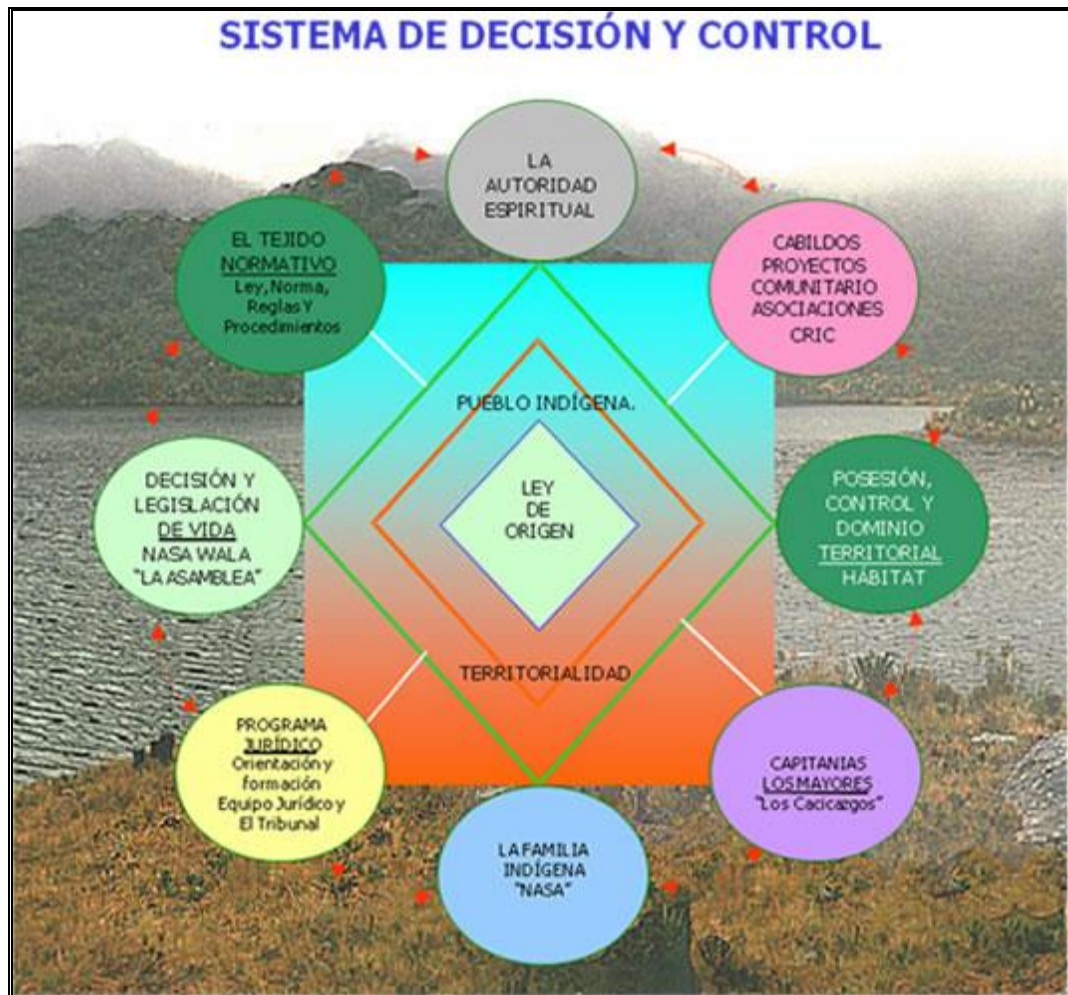 SISTEMA DE DECISIÓN Y CONTROL
LA
AUTORIDAD
ESPIRITUAL
EL TEJIDO
NORMATIVO
Ley, Norma,
Reglas Y
Procedimientos
CABILDOS
PROYECTOS
COMUNITARIO
ASOCIACIONES
CRIC
PUEBLO INDÍGENA.
DECISIÓN Y
LEGISLACIÓN
DE VIDA
NASA WALA
"LA ASAMBLEA"
LEY
DE
ORIGEN
POSESIÓN,
CONTROL Y
DOMINIO
TERRITORIAL
HÁBITAT
TERRITORIALIDAD
PROGRAMA
JURÍDICO
Orientación y
formación
Equipo Jurídico y
El Tribunal
CAPITANIAS
LOS MAYORES
"Los Cacicazgos"
LA FAMILIA
INDÍGENA
"NASA"